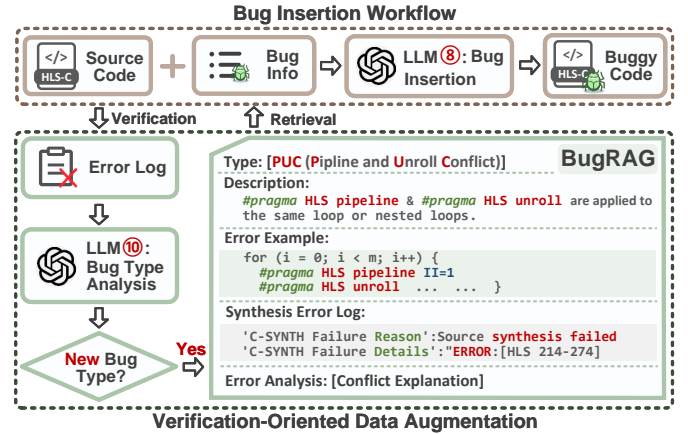 Bug Insertion Workflow
</>
HLS-C
Source
Code
Bug
Info
LLM⑧: Bug
Insertion
</>
HLS-C
Buggy
Code
Verification
Retrieval
Error Log
LLM⑩:
Bug Type
Analysis
New Bug
Type?
Yes
BugRAG
Type: [PUC (Pipline and Unroll Conflict)]
Description:
#pragma HLS pipeline & #pragma HLS unroll are applied to
the same loop or nested loops.
Error Example:
for (i = 0; i < m; i++) {
#pragma HLS pipeline II=1
#pragma HLS unroll ... ... }
Synthesis Error Log:
'C-SYNTH Failure Reason':Source synthesis failed
'C-SYNTH Failure Details':"ERROR:[HLS 214-274]
Error Analysis: [Conflict Explanation]
Verification-Oriented Data Augmentation